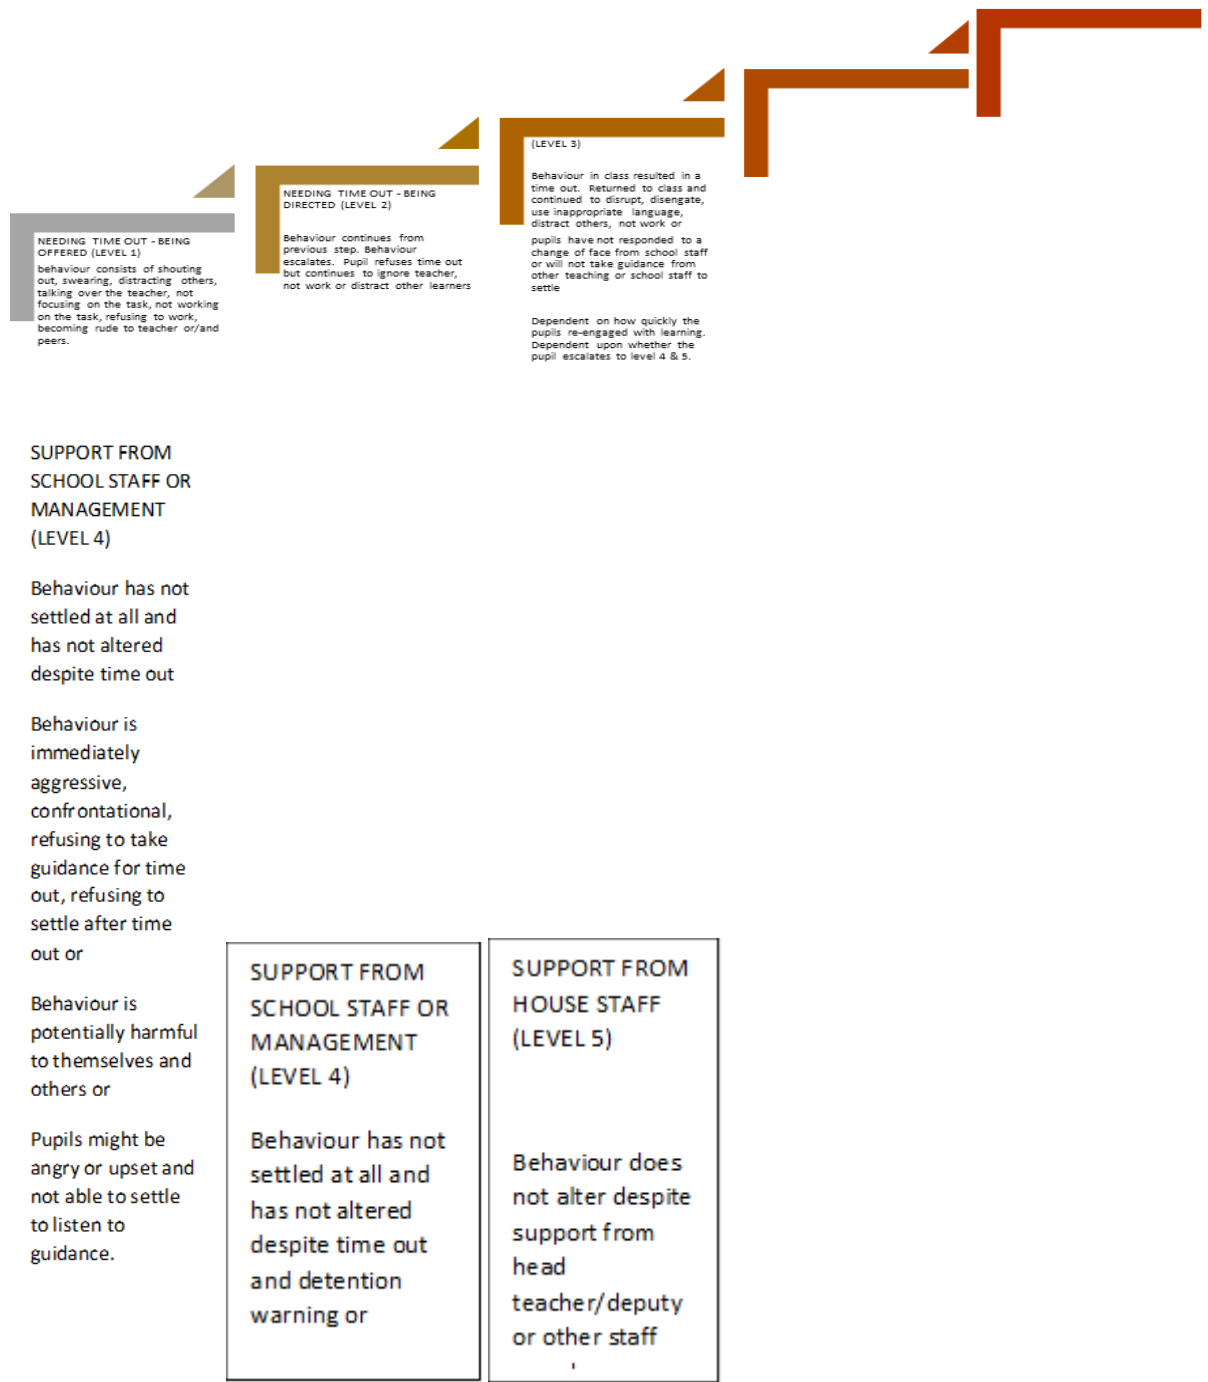 NEEDING TIME OUT - BEING
OFFERED (LEVEL 1)
behaviour consists of shouting
out, swearing, distracting others,
talking over the teacher, not
focusing on the task, not working
on the task, refusing to work,
becoming rude to teacher or/and
peers.
NEEDING TIME OUT - BEING
DIRECTED (LEVEL 2)
Behaviour continues from
previous step. Behaviour
escalates. Pupil refuses time out
but continues to ignore teacher,
not work or distract other learners
(LEVEL 3)
Behaviour in class resulted in a
time out. Returned to class and
continued to disrupt, disengate,
use inappropriate language,
distract others, not work or
pupils have not responded to a
change of face from school staff
or will not take guidance from
other teaching or school staff to
settle
Dependent on how quickly the
pupils re-engaged with learning.
Dependent upon whether the
pupil escalates to level 4 & 5.
SUPPORT FROM
SCHOOL STAFF OR
MANAGEMENT
(LEVEL 4)
Behaviour has not
settled at all and
has not altered
despite time out
Behaviour is
immediately
aggressive,
confrontational,
refusing to take
guidance for time
out, refusing to
settle after time
out or
Behaviour is
potentially harmful
to themselves and
others or
Pupils might be
angry or upset and
not able to settle
to listen to
guidance.
SUPPORT FROM
SCHOOL STAFF OR
MANAGEMENT
(LEVEL 4)
Behaviour has not
settled at all and
has not altered
despite time out
and detention
warning or
SUPPORT FROM
HOUSE STAFF
(LEVEL 5)
Behaviour does
not alter despite
support from
head
teacher/deputy
or other staff